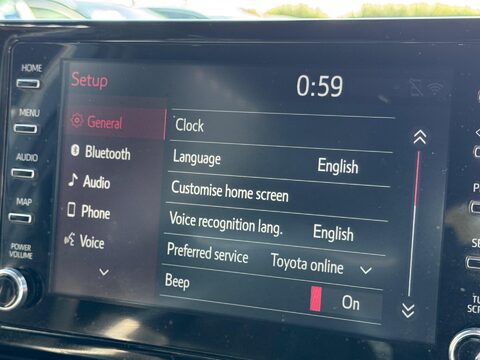 HOME
MENU
AUDIO
MAP
POWER
VOLUME
Setup
0:59
General
Bluetooth
Audio
Phone
Voice
Clock
Language English
Customise home screen
Voice recognition lang. English
Preferred service Toyota online
Beep On